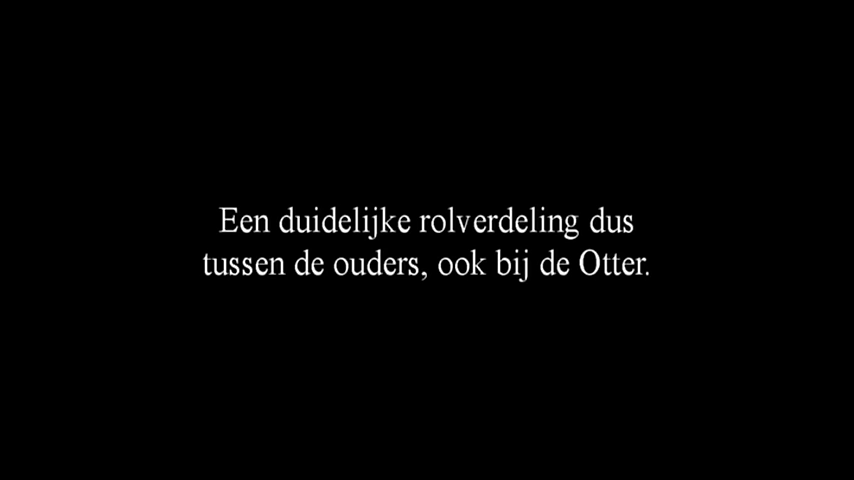 Een duidelijke rolverdeling dus
tussen de ouders, ook bij de Otter.